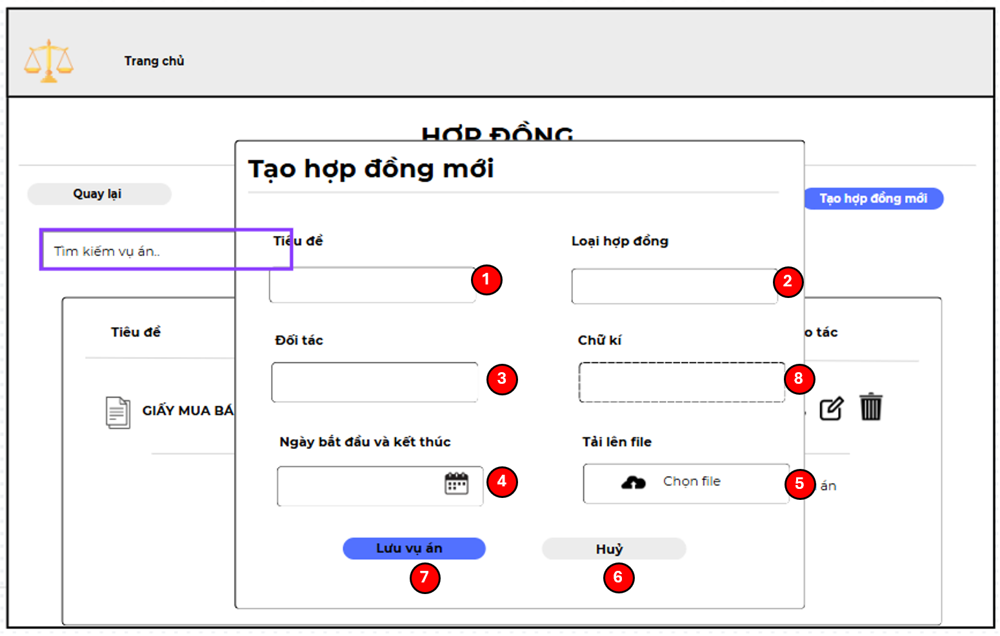 Trang chủ
HỢP ĐỒNG
Tạo hợp đồng mới
Quay lại
Tạo hợp đồng mới
Tìm kiếm vụ án..
Tiêu đề
Loại hợp đồng
1
2
Tiêu đề
o tác
Đối tác
Chữ kí
3
8
GIẤY MUA BÁ
Ngày bắt đầu và kết thúc
Tải lên file
4
Chọn file
5
án
Lưu vụ án
Huỷ
7
6